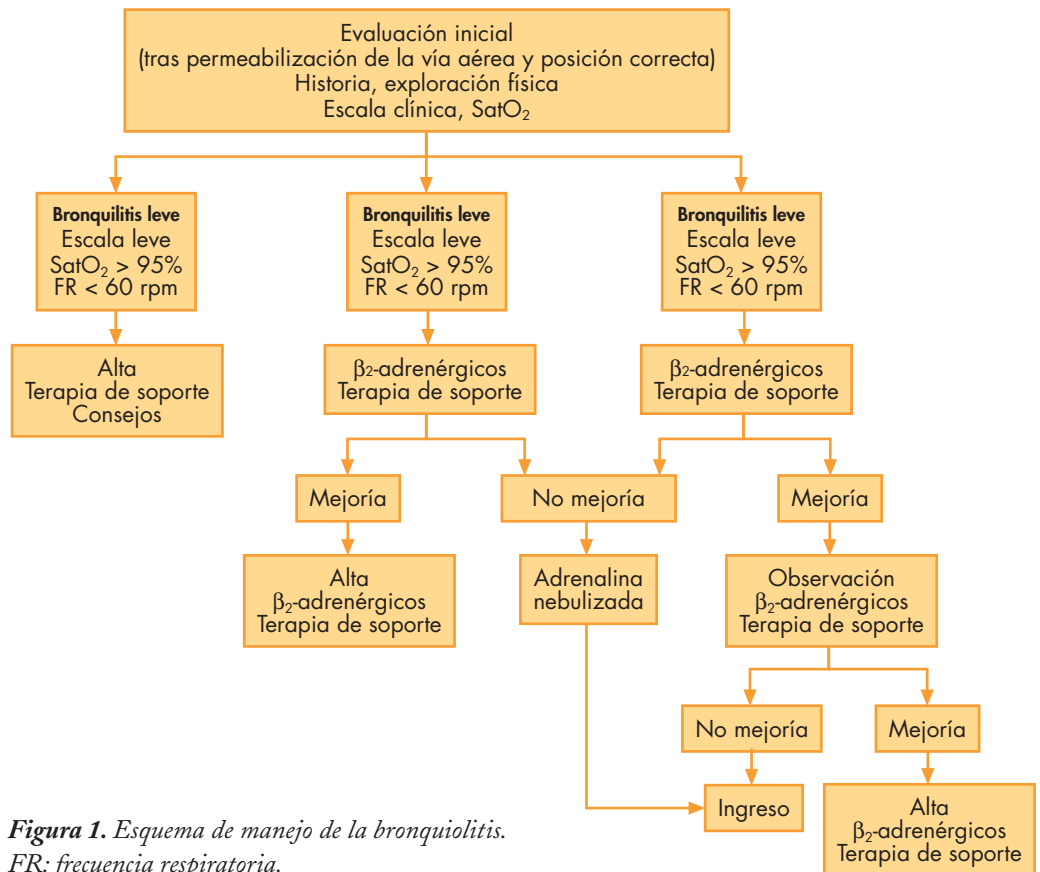 Evaluación inicial
(tras permeabilización de la vía aérea y posición correcta)
Historia, exploración física
Escala clínica, SatO₂
Bronquilitis leve
Escala leve
SatO₂ > 95%
FR < 60 rpm
Bronquilitis leve
Escala leve
SatO₂ > 95%
FR < 60 rpm
Bronquilitis leve
Escala leve
SatO₂ > 95%
FR < 60 rpm
Alta
Terapia de soporte
Consejos
β₂-adrenérgicos
Terapia de soporte
β₂-adrenérgicos
Terapia de soporte
Mejoría
No mejoría
Mejoría
Alta
β₂-adrenérgicos
Terapia de soporte
Adrenalina
nebulizada
Observación
β₂-adrenérgicos
Terapia de soporte
No mejoría
Mejoría
Ingreso
Alta
β₂-adrenérgicos
Terapia de soporte
Figura 1. Esquema de manejo de la bronquiolitis.
FR: frecuencia respiratoria.